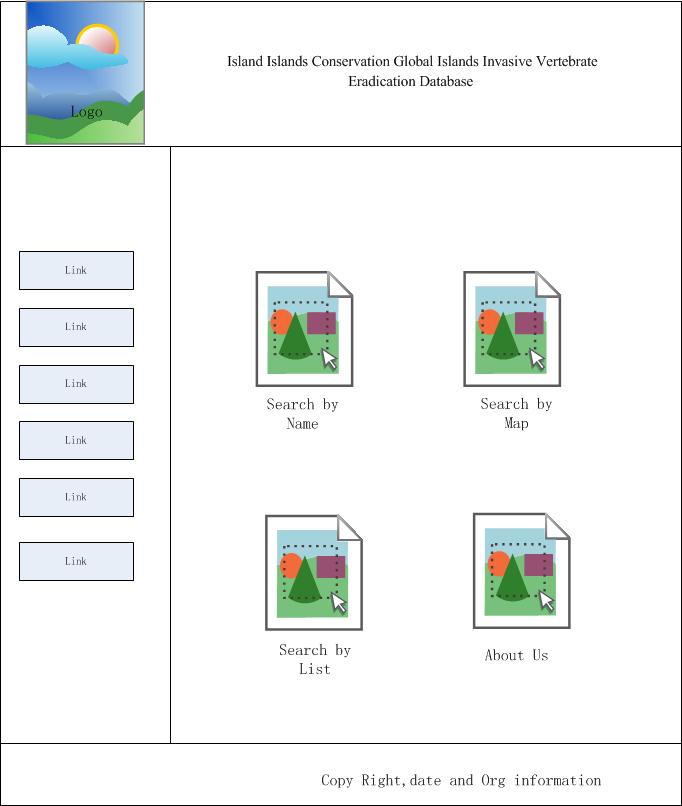 Logo
Island Islands Conservation Global Islands Invasive Vertebrate
Eradication Database
Link
Link
Link
Link
Link
Link
Search by
Name
Search by
Map
Search by
List
About Us
Copy Right,date and Org information